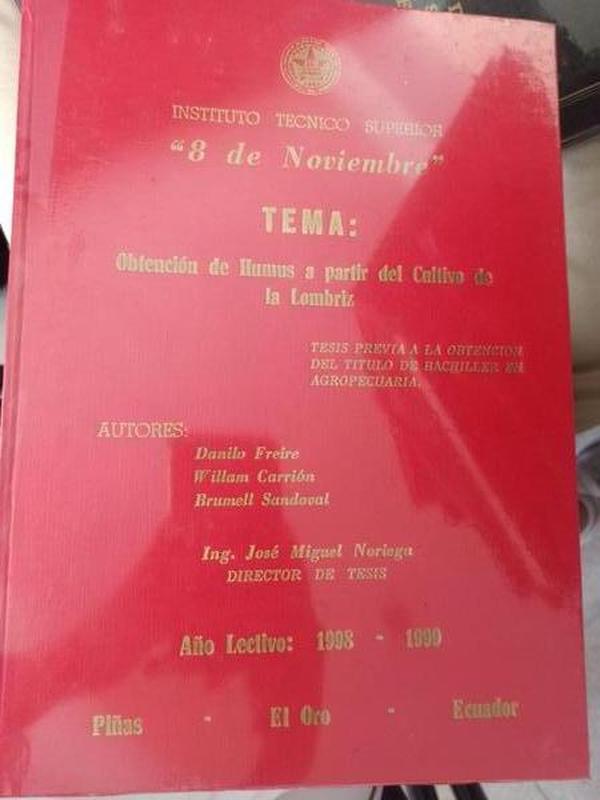 INSTITUTO TECNICO SUPERIOR
"8 de Noviembre"
TEMA:
Obtención de Humus a partir del Cultivo de
la Lombriz
TESIS PREVIA A LA OBTENCION
DEL TITULO DE BACHILLER EN
AGROPECUARIA.
AUTORES:
Danilo Freire
Willam Carrión
Brumell Sandoval
Ing. José Miguel Noriega
DIRECTOR DE TESIS
Año Lectivo: 1998 - 1999
Piñas - El Oro - Ecuador